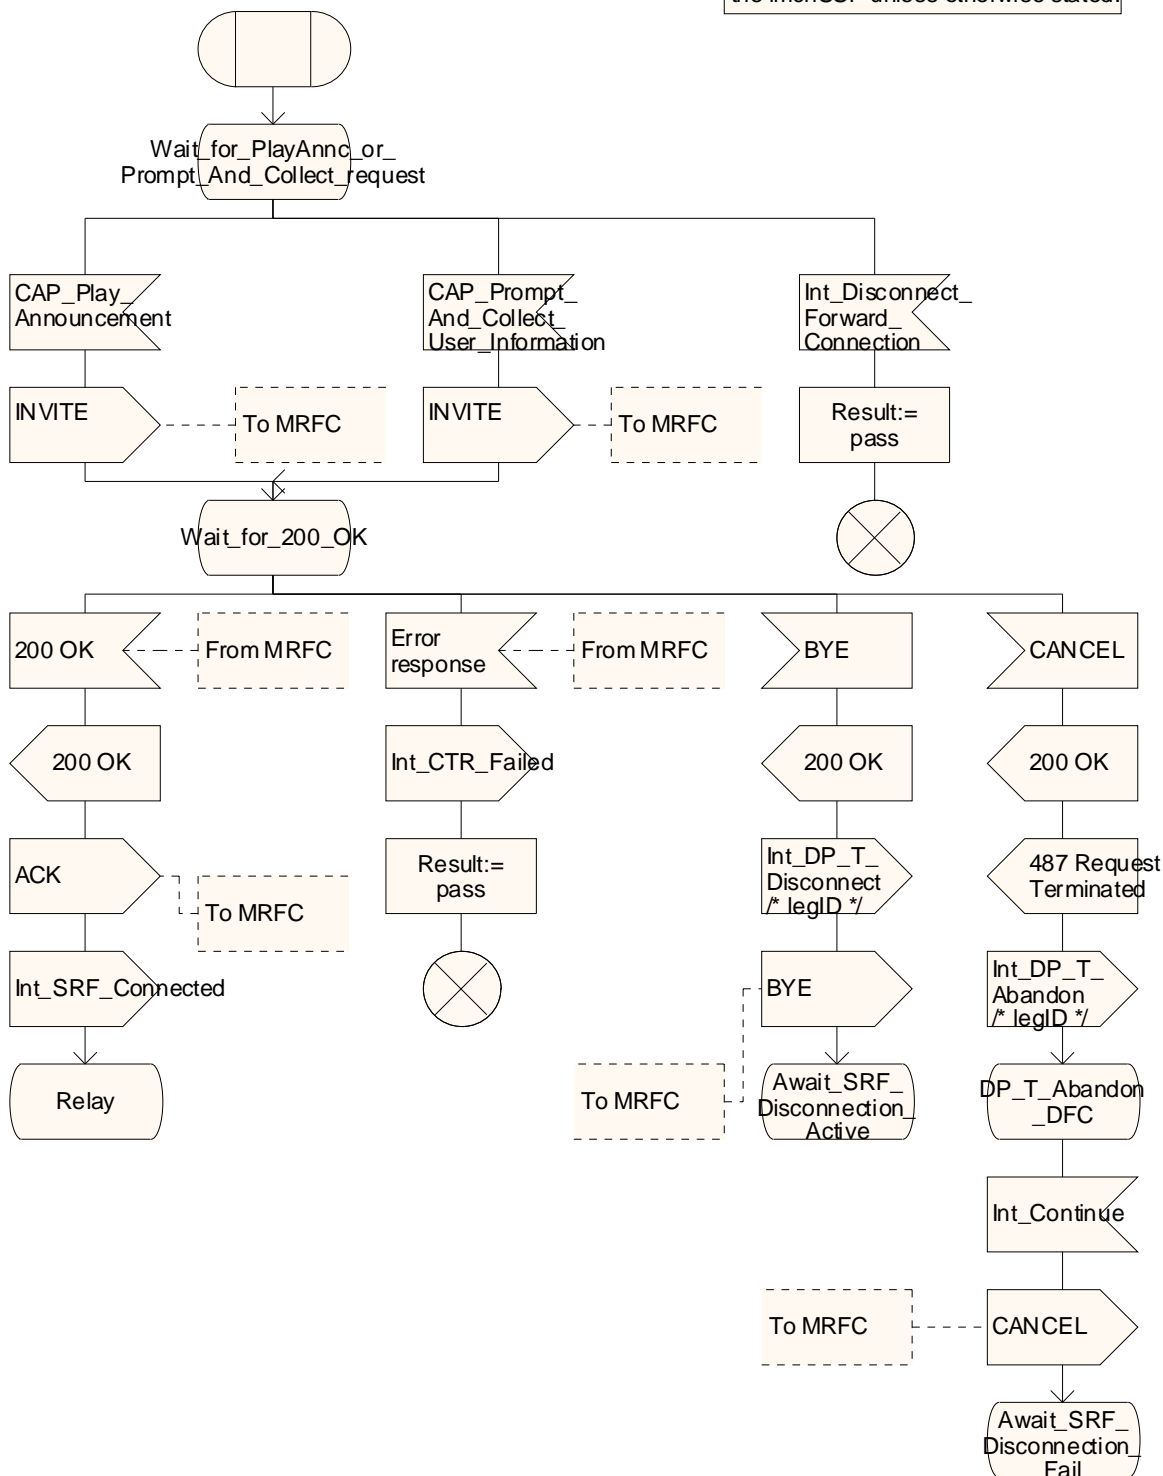 the imcnCSF unless otherwise stated.
Wait_for_PlayAnnc_or_
Prompt_And_Collect_request
CAP_Play_
Announcement
CAP_Prompt_
And_Collect_
User_Information
Int_Disconnect_
Forward_
Connection
INVITE
To MRFC
INVITE
To MRFC
Result:=
pass
Wait_for_200_OK
200 OK
From MRFC
Error
response
From MRFC
BYE
CANCEL
200 OK
Int_CTR_Failed
200 OK
200 OK
ACK
To MRFC
Result:=
pass
Int_DP_T_
Disconnect
/* legID */
487 Request
Terminated
Int_SRF_Connected
BYE
Int_DP_T_
Abandon
/* legID */
Relay
To MRFC
Await_SRF_
Disconnection_
Active
DP_T_Abandon
_DFC
Int_Continue
To MRFC
CANCEL
Await_SRF_
Disconnection_
Fail